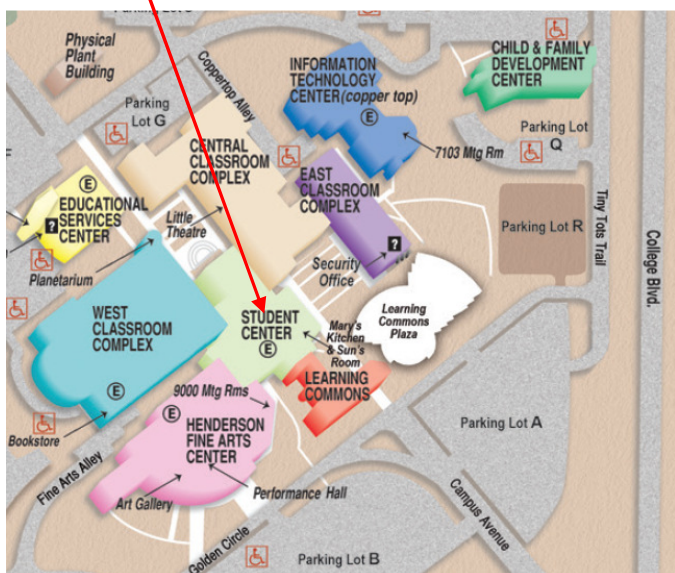 Physical
Plant
Building
Coppertop Alley
INFORMATION
TECHNOLOGY
CENTER (copper top)
E
CHILD & FAMILY
DEVELOPMENT
CENTER
Parking
Lot G
7103 Mtg Rm
Parking Lot
Q
CENTRAL
CLASSROOM
COMPLEX
EAST
CLASSROOM
COMPLEX
E
EDUCATIONAL
SERVICES
CENTER
?
Little
Theatre
Planetarium
Parking Lot R
Tiny Tots Trail
College Blvd.
?
Security
Office
WEST
CLASSROOM
COMPLEX
E
STUDENT
CENTER
E
Mary's
Kitchen
& Sun's
Room
Learning
Commons
Plaza
LEARNING
COMMONS
9000 Mtg Rms
E
HENDERSON
FINE ARTS
CENTER
Bookstore
Fine Arts Alley
Art Gallery
Performance Hall
Parking Lot A
Campus Avenue
Golden Circle
Parking Lot B